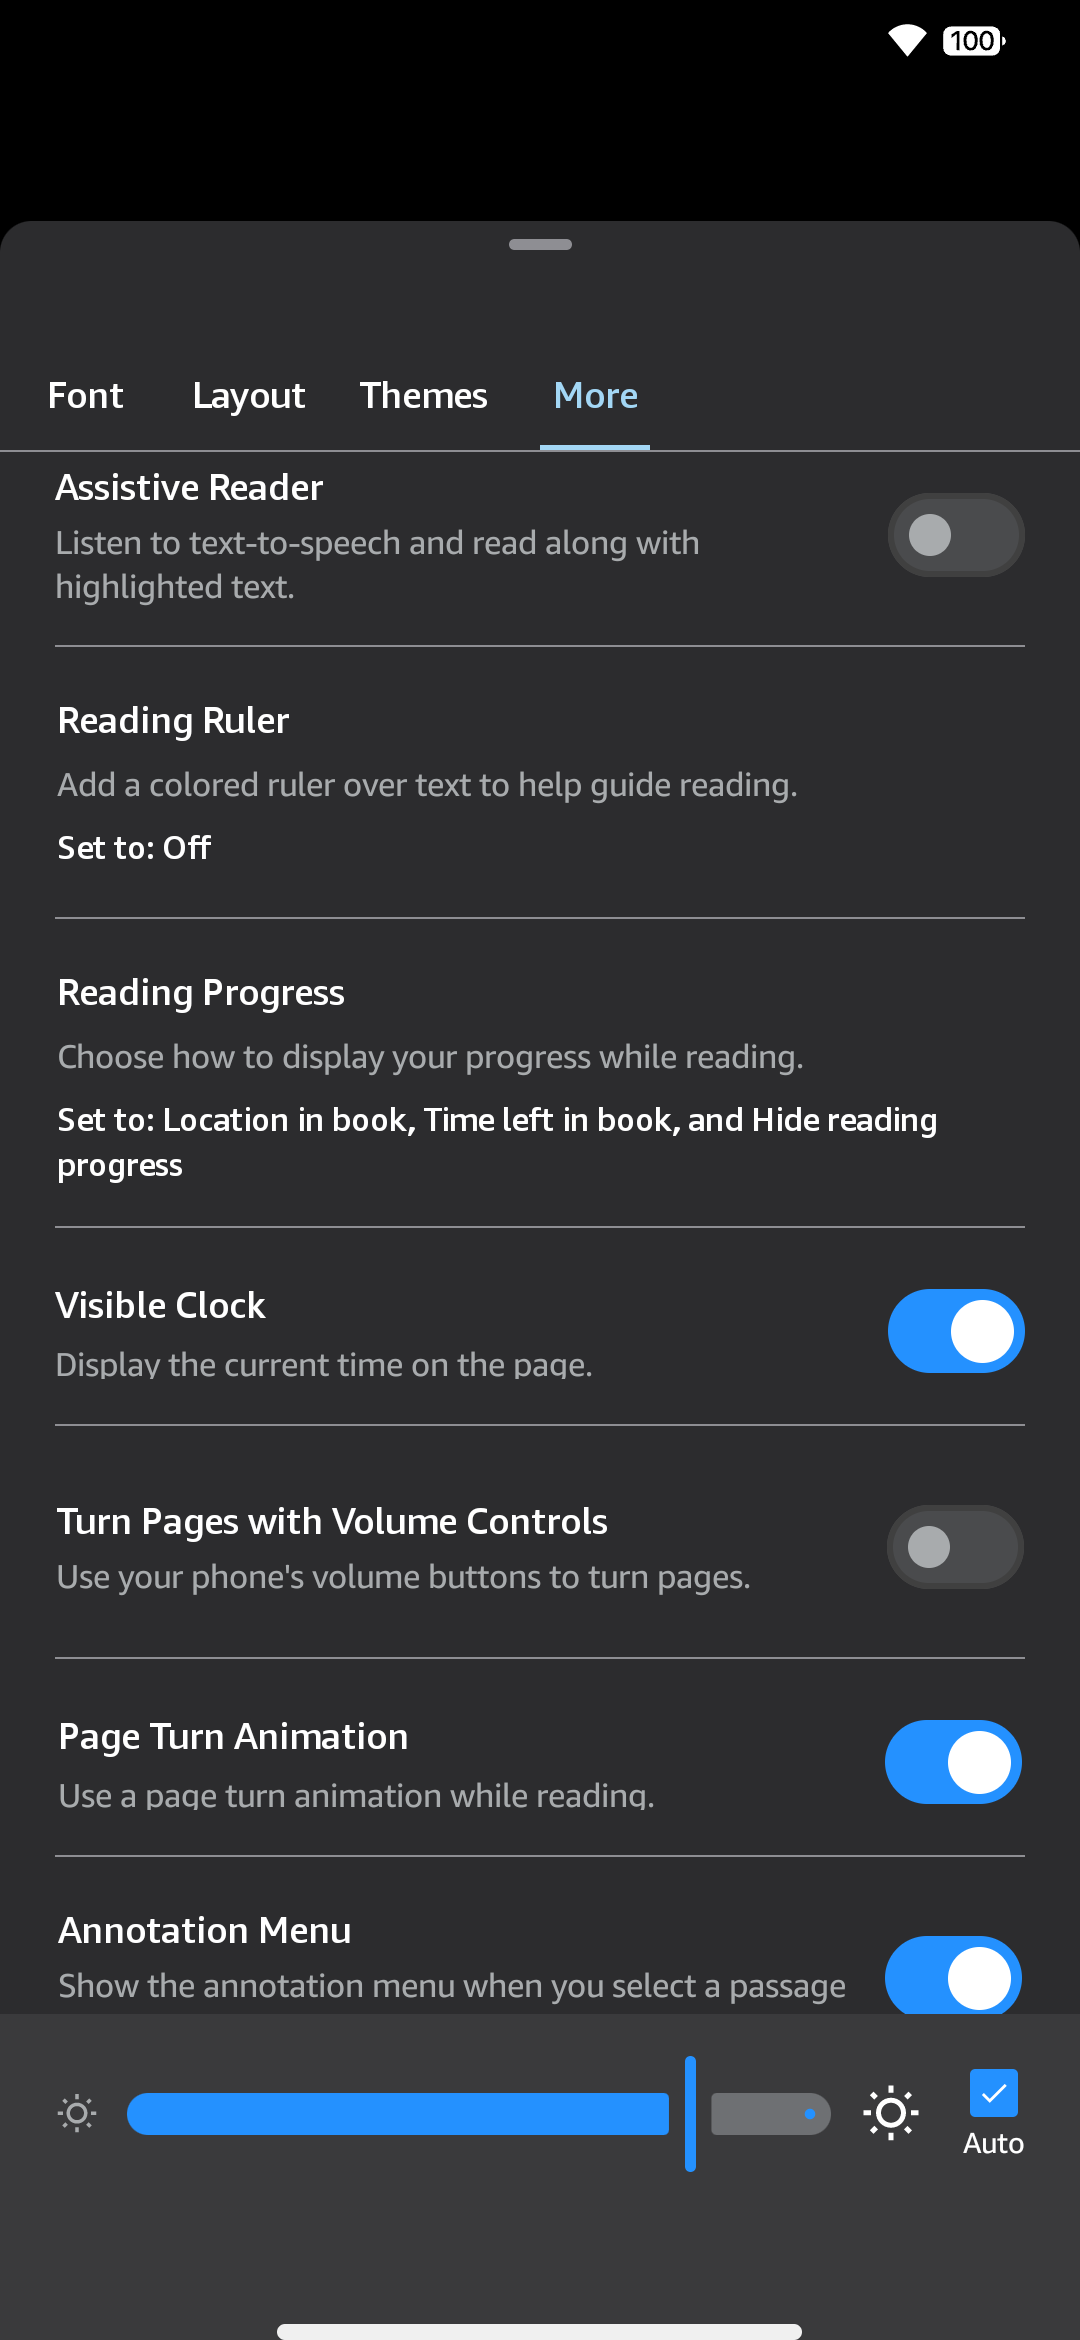 100
Font Layout Themes More
Assistive Reader
Listen to text-to-speech and read along with
highlighted text.
Reading Ruler
Add a colored ruler over text to help guide reading.
Set to: Off
Reading Progress
Choose how to display your progress while reading.
Set to: Location in book, Time left in book, and Hide reading
progress
Visible Clock
Display the current time on the page.
Turn Pages with Volume Controls
Use your phone's volume buttons to turn pages.
Page Turn Animation
Use a page turn animation while reading.
Annotation Menu
Show the annotation menu when you select a passage
Auto